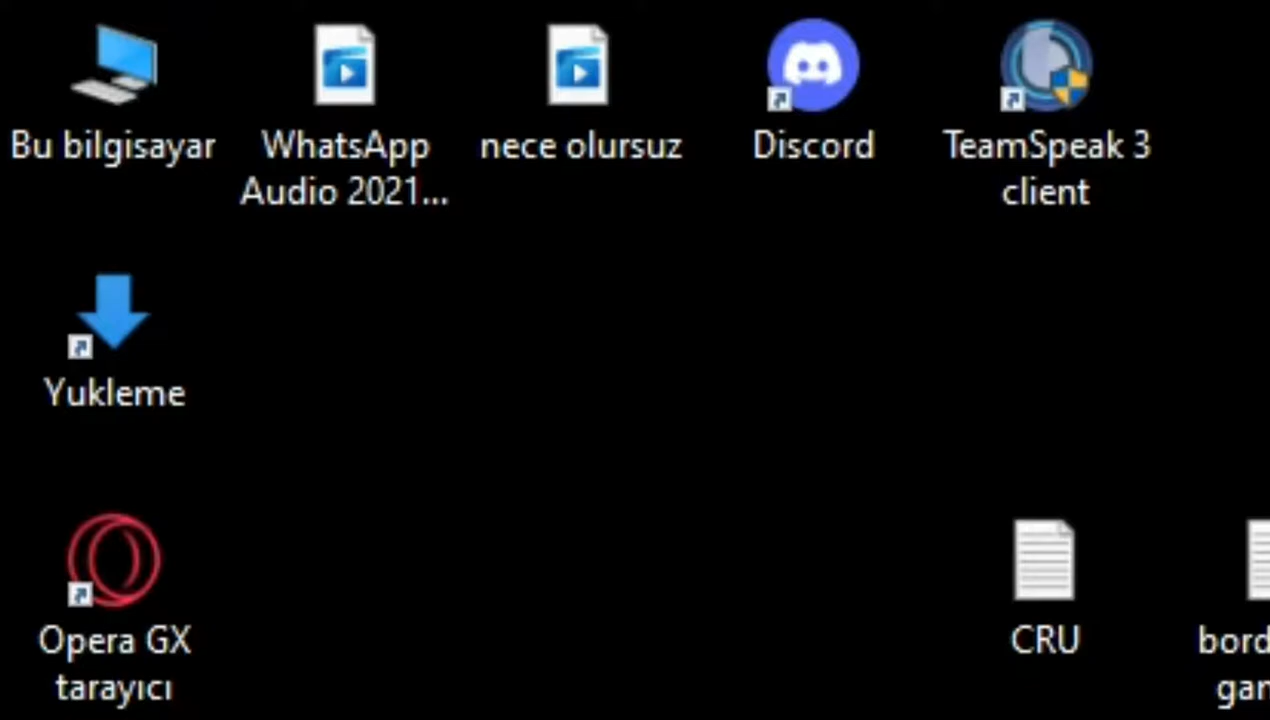 Bu bilgisayar
WhatsApp
Audio 2021...
nece olursuz
Discord
TeamSpeak 3
client
Yukleme
Opera GX
tarayıcı
CRU